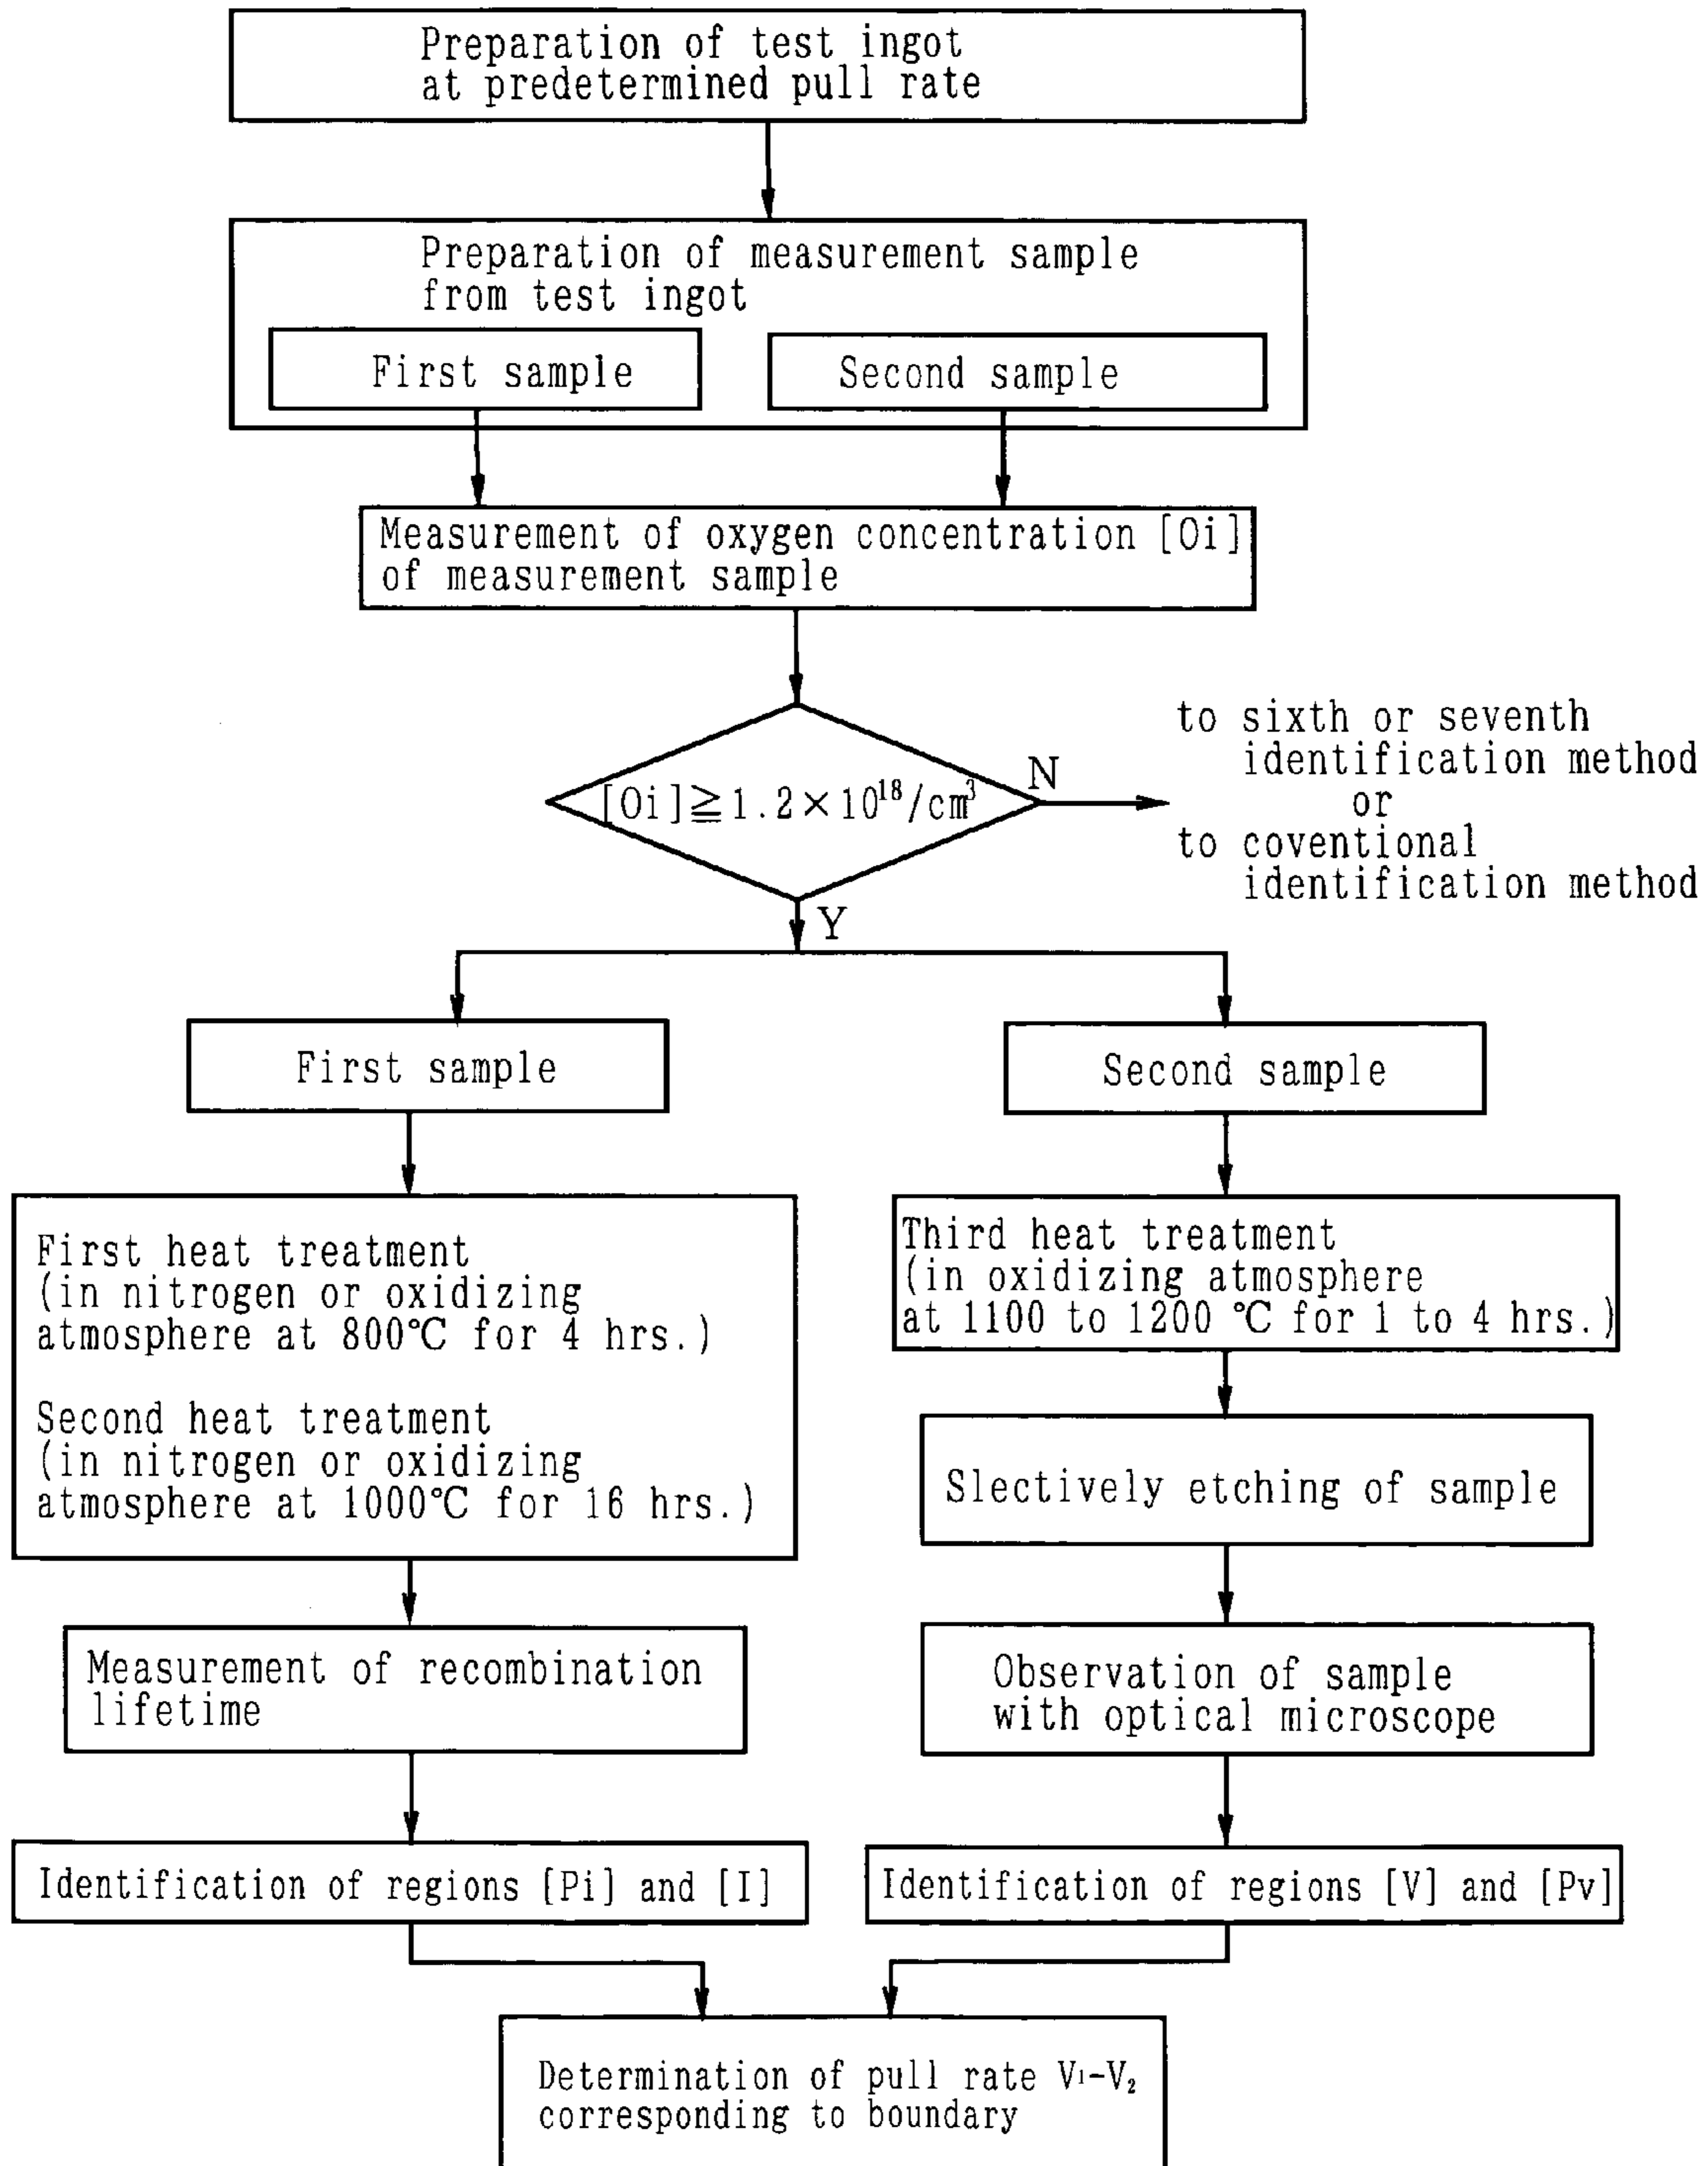 Preparation of test ingot
at predetermined pull rate
Preparation of measurement sample
from test ingot
First sample
Second sample
Measurement of oxygen concentration [Oi]
of measurement sample
[Oi]≧1.2×10¹⁸/cm³
N
to sixth or seventh
identification method
or
to coventional
identification method
Y
First sample
Second sample
First heat treatment
(in nitrogen or oxidizing
atmosphere at 800℃ for 4 hrs.)
Second heat treatment
(in nitrogen or oxidizing
atmosphere at 1000℃ for 16 hrs.)
Third heat treatment
(in oxidizing atmosphere
at 1100 to 1200 ℃ for 1 to 4 hrs.)
Slectively etching of sample
Measurement of recombination
lifetime
Observation of sample
with optical microscope
Identification of regions [Pi] and [I]
Identification of regions [V] and [Pv]
Determination of pull rate V₁-V₂
corresponding to boundary